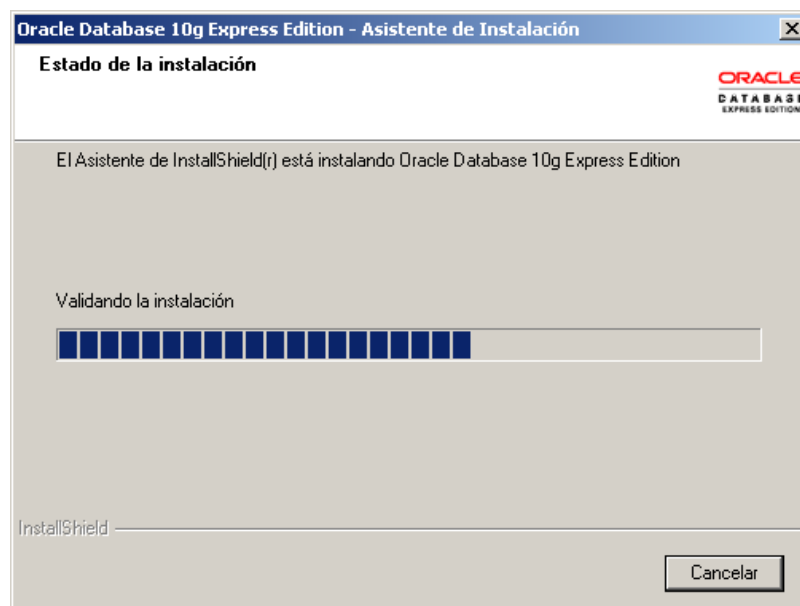 Oracle Database 10g Express Edition - Asistente de Instalación
Estado de la instalación
ORACLE
DATABASE
EXPRESS EDITION
El Asistente de InstallShield(r) está instalando Oracle Database 10g Express Edition
Validando la instalación
InstallShield
Cancelar